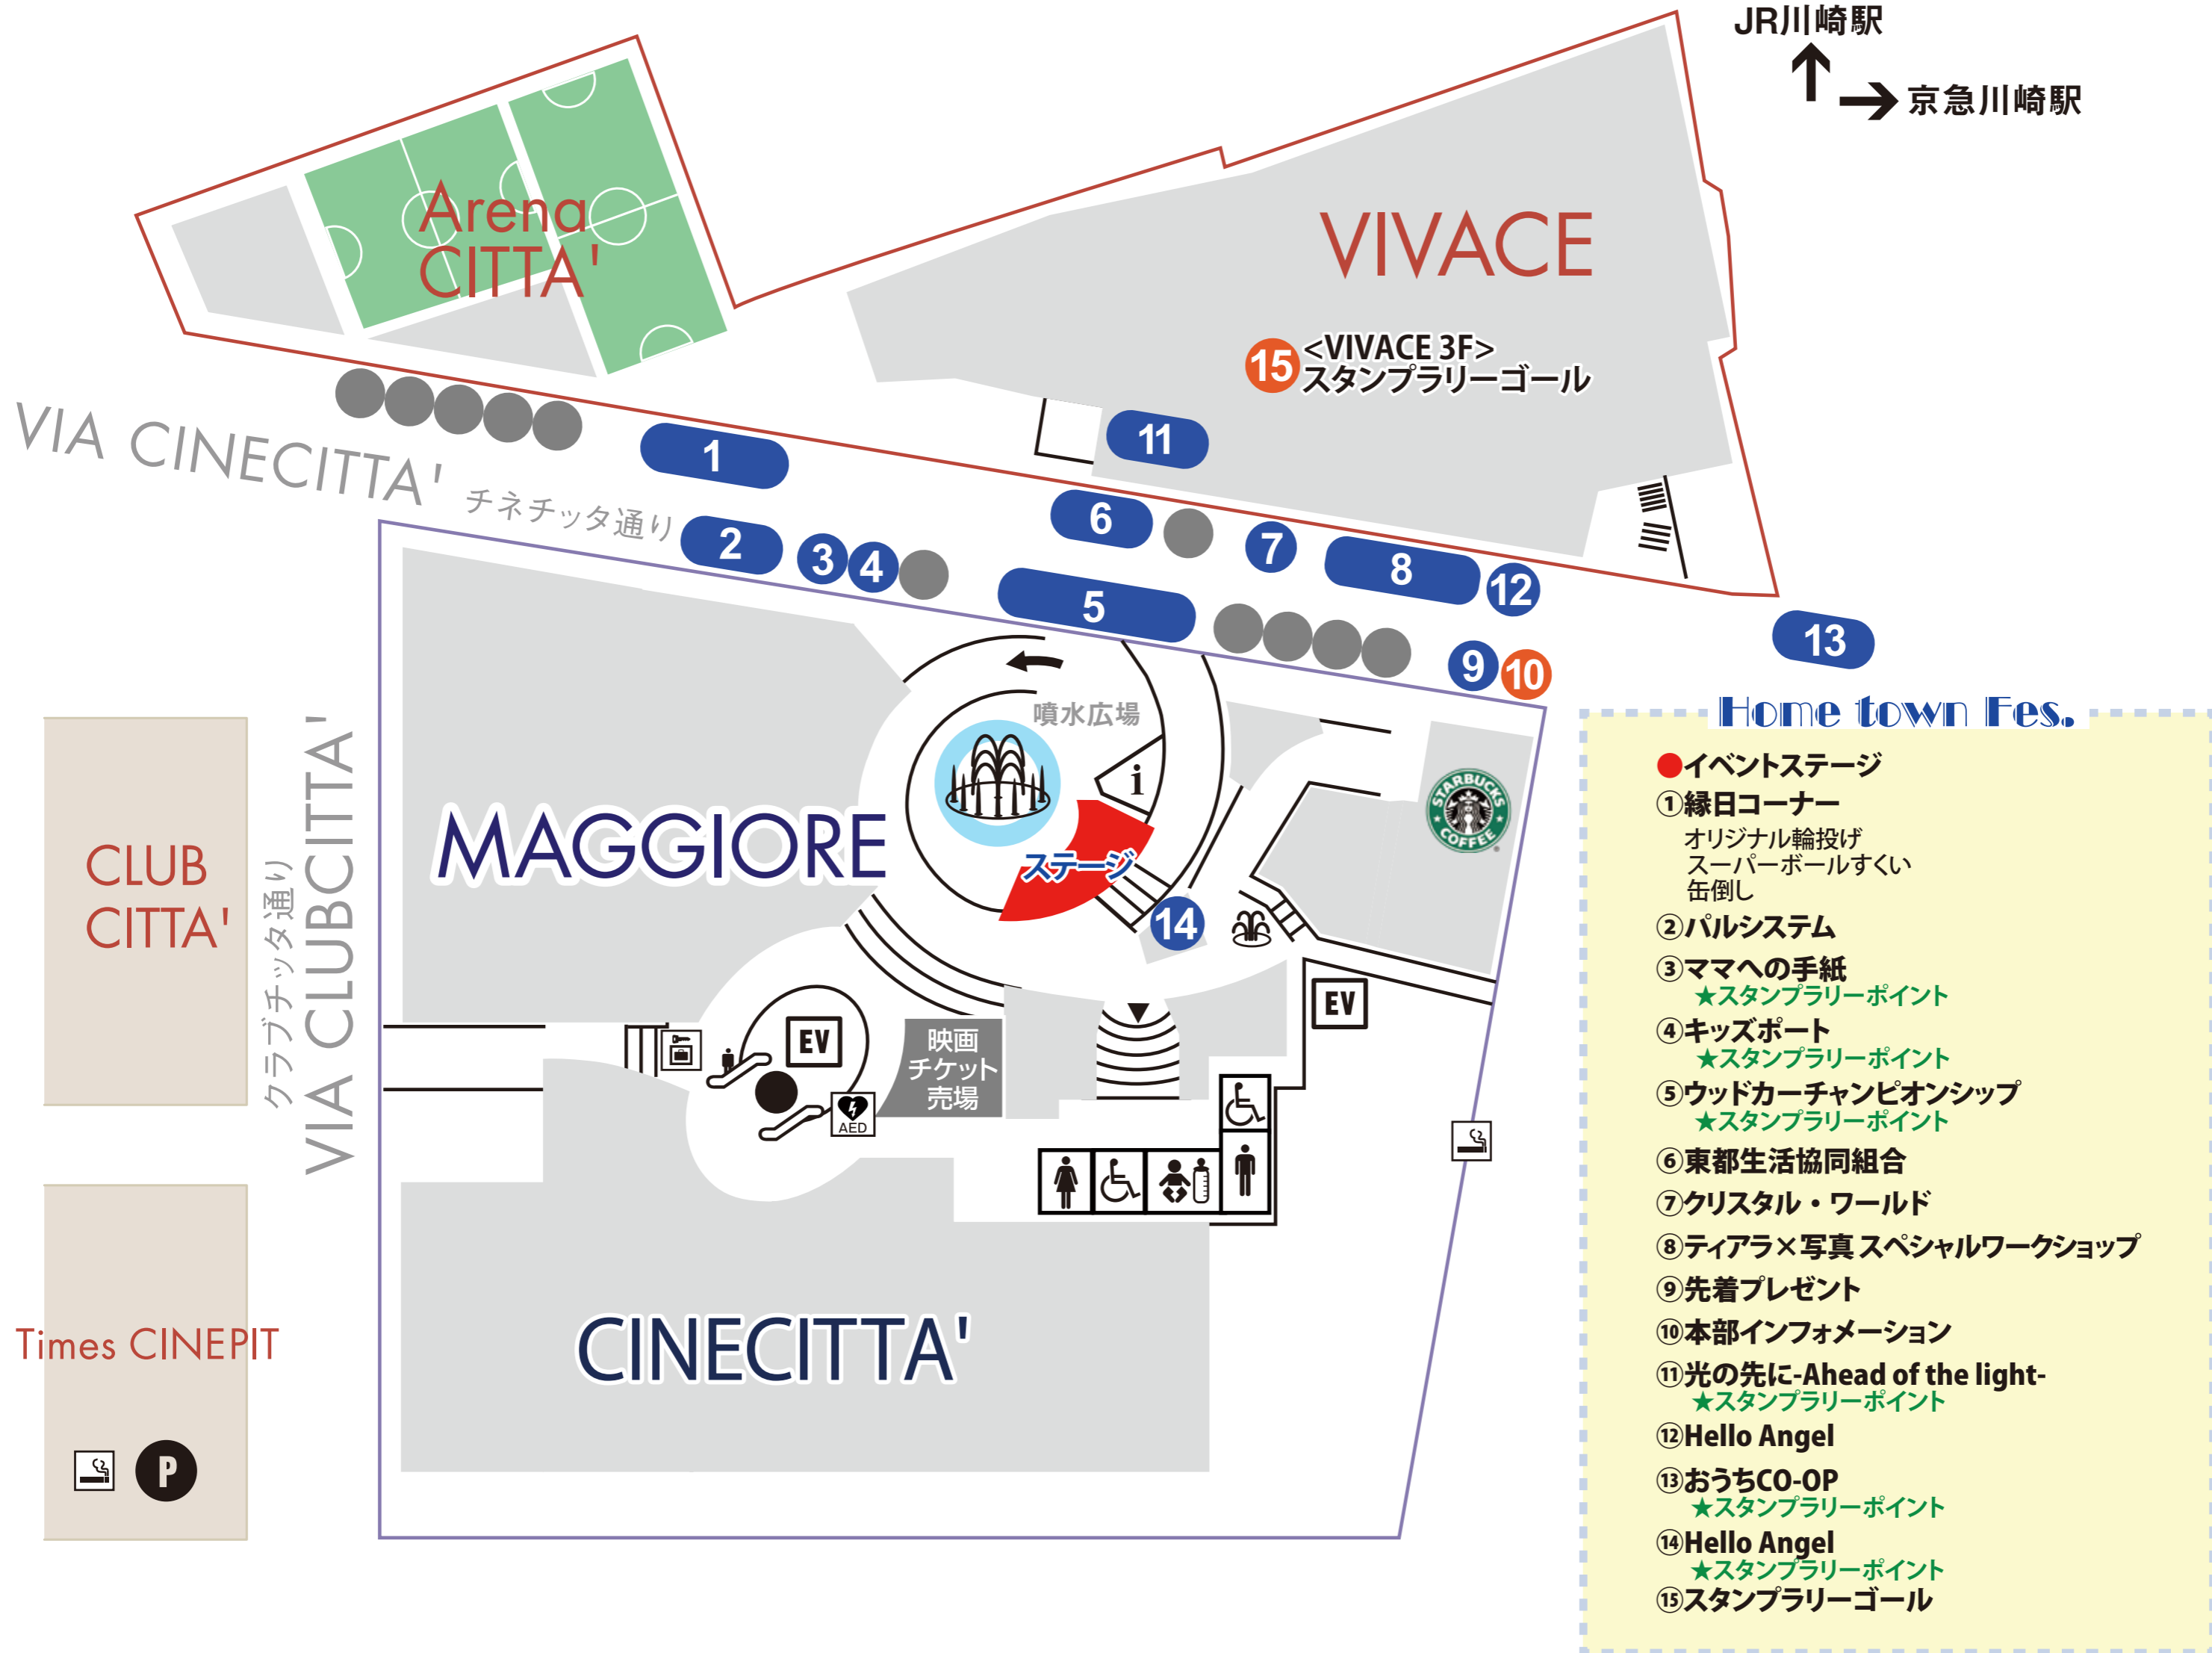 JR川崎駅
京急川崎駅
Arena
CITTA'
VIVACE
15
<VIVACE 3F>
スタンプラリーゴール
VIA CINECITTA' チネチッタ通り
1
11
2
3
4
6
7
8
12
5
13
9
10
噴水広場
i
MAGGIORE
ステージ
14
STARBUCKS
COFFEE
CLUB
CITTA'
クラブチッタ通り
VIA CLUBCITTA'
EV
EV
映画
チケット
売場
AED
Times CINEPIT
P
CINECITTA'
Home town Fes.
●イベントステージ
①縁日コーナー
オリジナル輪投げ
スーパーボールすくい
缶倒し
②パルシステム
③ママへの手紙
★スタンプラリーポイント
④キッズポート
★スタンプラリーポイント
⑤ウッドカーチャンピオンシップ
★スタンプラリーポイント
⑥東都生活協同組合
⑦クリスタル・ワールド
⑧ティアラ×写真 スペシャルワークショップ
⑨先着プレゼント
⑩本部インフォメーション
⑪光の先に-Ahead of the light-
★スタンプラリーポイント
⑫Hello Angel
⑬おうちCO-OP
★スタンプラリーポイント
⑭Hello Angel
★スタンプラリーポイント
⑮スタンプラリーゴール